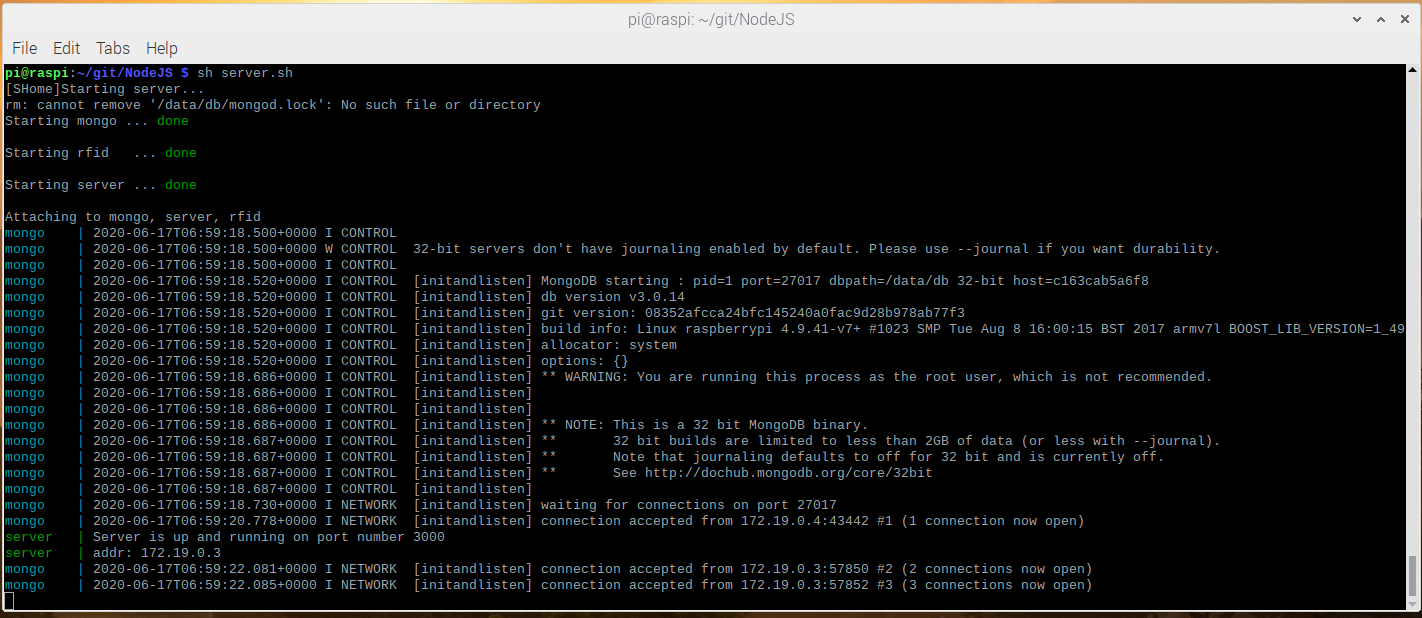 pi@raspi: ~/git/NodeJS
File Edit Tabs Help
pi@raspi:~/git/NodeJS $ sh server.sh
[SHome]Starting server...
rm: cannot remove '/data/db/mongod.lock': No such file or directory
Starting mongo ... done
Starting rfid   ... done
Starting server ... done
Attaching to mongo, server, rfid
mongo    | 2020-06-17T06:59:18.500+0000 I CONTROL
mongo    | 2020-06-17T06:59:18.500+0000 W CONTROL  32-bit servers don't have journaling enabled by default. Please use --journal if you want durability.
mongo    | 2020-06-17T06:59:18.500+0000 I CONTROL
mongo    | 2020-06-17T06:59:18.520+0000 I CONTROL  [initandlisten] MongoDB starting : pid=1 port=27017 dbpath=/data/db 32-bit host=c163cab5a6f8
mongo    | 2020-06-17T06:59:18.520+0000 I CONTROL  [initandlisten] db version v3.0.14
mongo    | 2020-06-17T06:59:18.520+0000 I CONTROL  [initandlisten] git version: 08352afcca24bfc145240a0fac9d28b978ab77f3
mongo    | 2020-06-17T06:59:18.520+0000 I CONTROL  [initandlisten] build info: Linux raspberrypi 4.9.41-v7+ #1023 SMP Tue Aug 8 16:00:15 BST 2017 armv7l BOOST_LIB_VERSION=1_49
mongo    | 2020-06-17T06:59:18.520+0000 I CONTROL  [initandlisten] allocator: system
mongo    | 2020-06-17T06:59:18.520+0000 I CONTROL  [initandlisten] options: {}
mongo    | 2020-06-17T06:59:18.686+0000 I CONTROL  [initandlisten] ** WARNING: You are running this process as the root user, which is not recommended.
mongo    | 2020-06-17T06:59:18.686+0000 I CONTROL  [initandlisten]
mongo    | 2020-06-17T06:59:18.686+0000 I CONTROL  [initandlisten]
mongo    | 2020-06-17T06:59:18.686+0000 I CONTROL  [initandlisten] ** NOTE: This is a 32 bit MongoDB binary.
mongo    | 2020-06-17T06:59:18.687+0000 I CONTROL  [initandlisten] **       32 bit builds are limited to less than 2GB of data (or less with --journal).
mongo    | 2020-06-17T06:59:18.687+0000 I CONTROL  [initandlisten] **       Note that journaling defaults to off for 32 bit and is currently off.
mongo    | 2020-06-17T06:59:18.687+0000 I CONTROL  [initandlisten] **       See http://dochub.mongodb.org/core/32bit
mongo    | 2020-06-17T06:59:18.687+0000 I CONTROL  [initandlisten]
mongo    | 2020-06-17T06:59:18.730+0000 I NETWORK  [initandlisten] waiting for connections on port 27017
mongo    | 2020-06-17T06:59:20.778+0000 I NETWORK  [initandlisten] connection accepted from 172.19.0.4:43442 #1 (1 connection now open)
server   | Server is up and running on port number 3000
server   | addr: 172.19.0.3
mongo    | 2020-06-17T06:59:22.081+0000 I NETWORK  [initandlisten] connection accepted from 172.19.0.3:57850 #2 (2 connections now open)
mongo    | 2020-06-17T06:59:22.085+0000 I NETWORK  [initandlisten] connection accepted from 172.19.0.3:57852 #3 (3 connections now open)